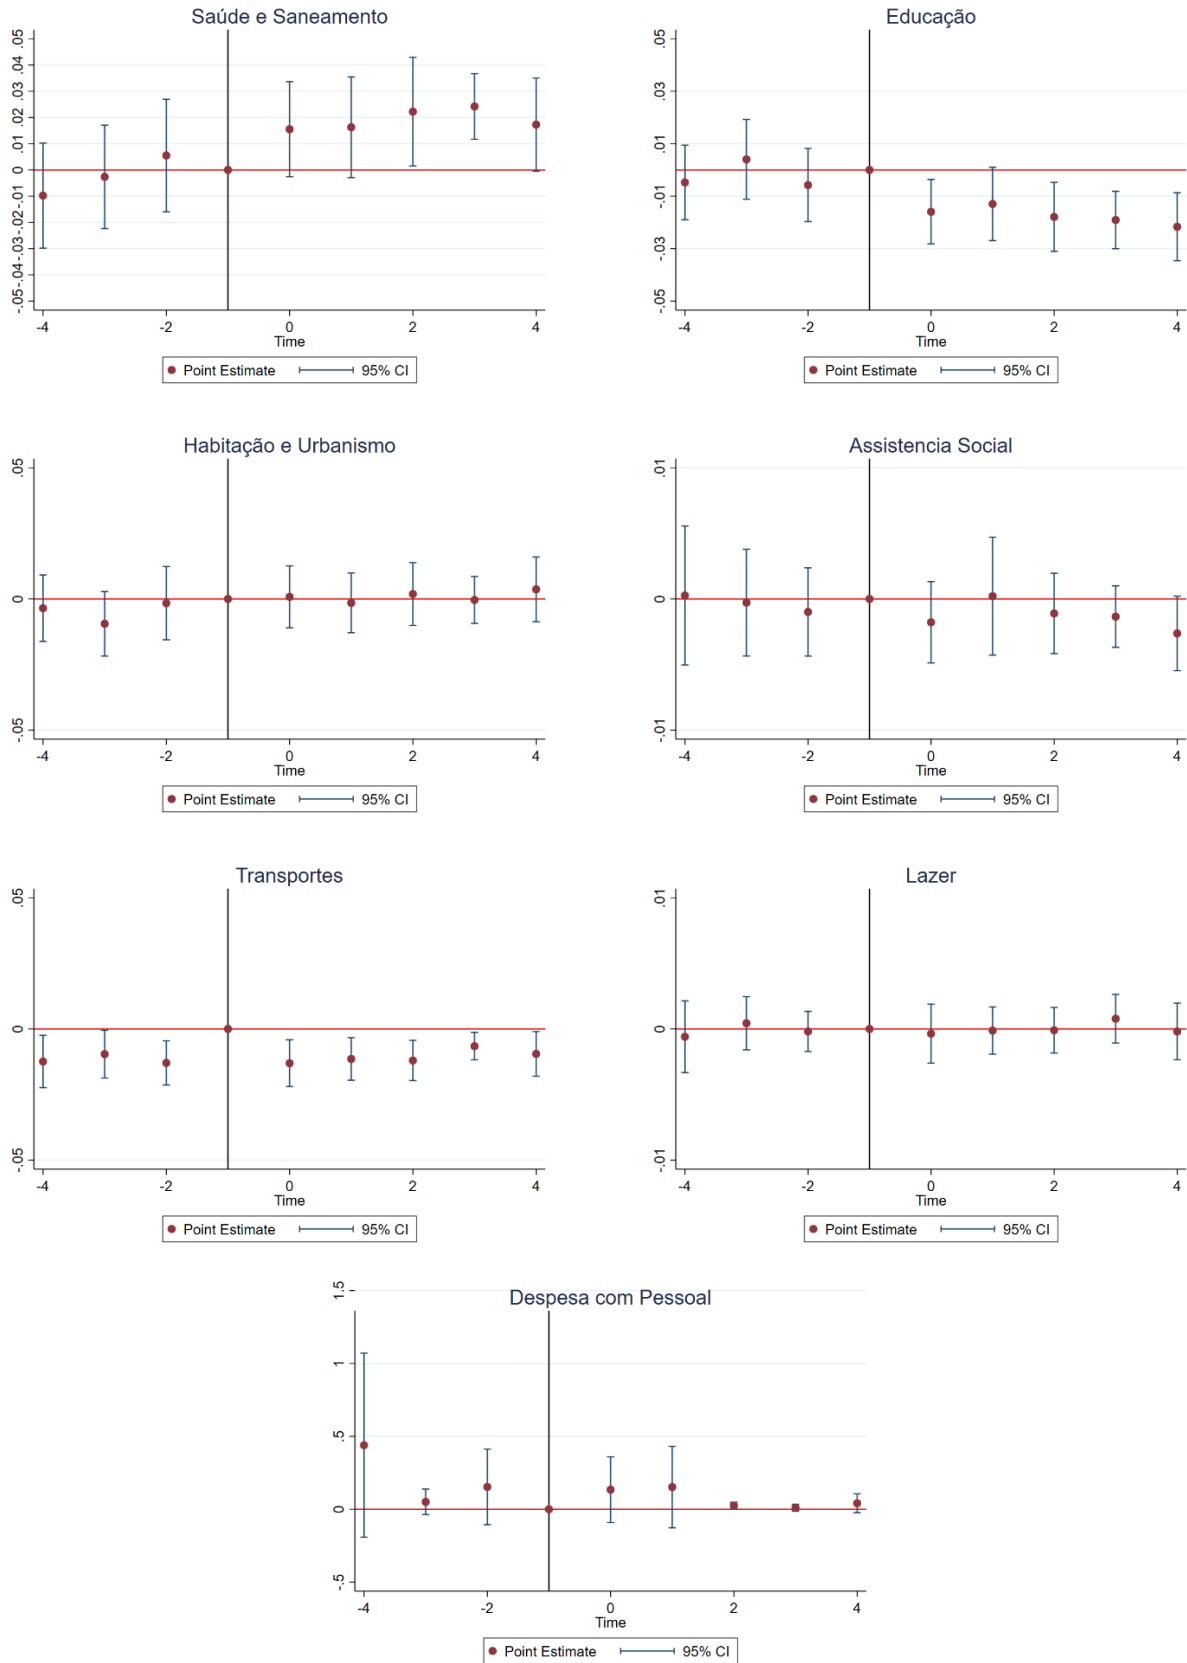 Saúde e Saneamento
.05
.04
.03
.02
.01
0
-.01
-.02
-.03
-.04
-.05
-4 -2 0 2 4
Time
Point Estimate 95% CI
Educação
.05
.03
.01
-.01
-.03
-.05
-4 -2 0 2 4
Time
Point Estimate 95% CI
Habitação e Urbanismo
.05
0
-.05
-4 -2 0 2 4
Time
Point Estimate 95% CI
Assistencia Social
.01
0
-.01
-4 -2 0 2 4
Time
Point Estimate 95% CI
Transportes
.05
0
-.05
-4 -2 0 2 4
Time
Point Estimate 95% CI
Lazer
.01
0
-.01
-4 -2 0 2 4
Time
Point Estimate 95% CI
Despesa com Pessoal
1.5
1
.5
0
-.5
-4 -2 0 2 4
Time
Point Estimate 95% CI